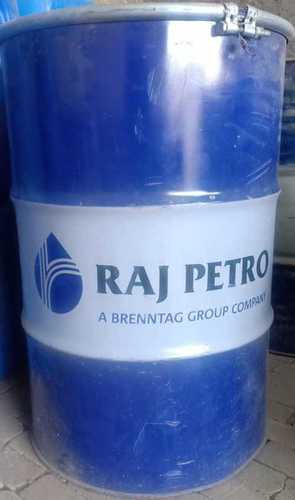 RAJ PETRO
A BRENNTAG GROUP COMPANY